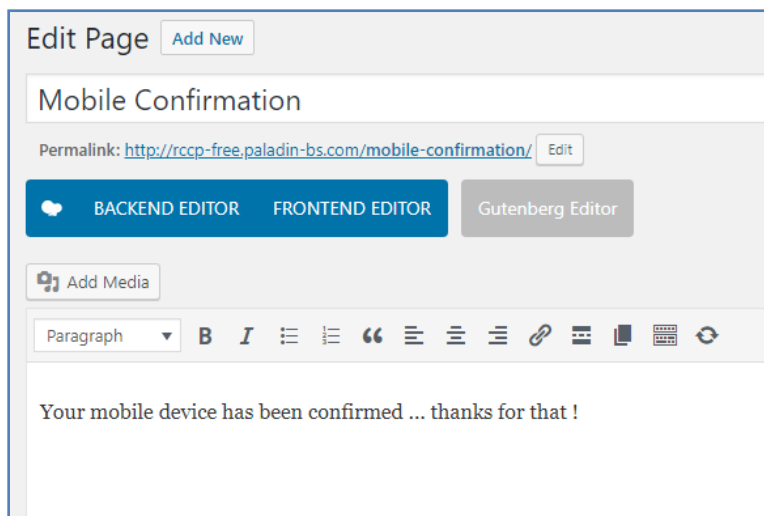 Edit Page Add New
Mobile Confirmation
Permalink: http://rccp-free.paladin-bs.com/mobile-confirmation/ Edit
BACKEND EDITOR FRONTEND EDITOR Gutenberg Editor
Add Media
Paragraph B I
Your mobile device has been confirmed ... thanks for that !